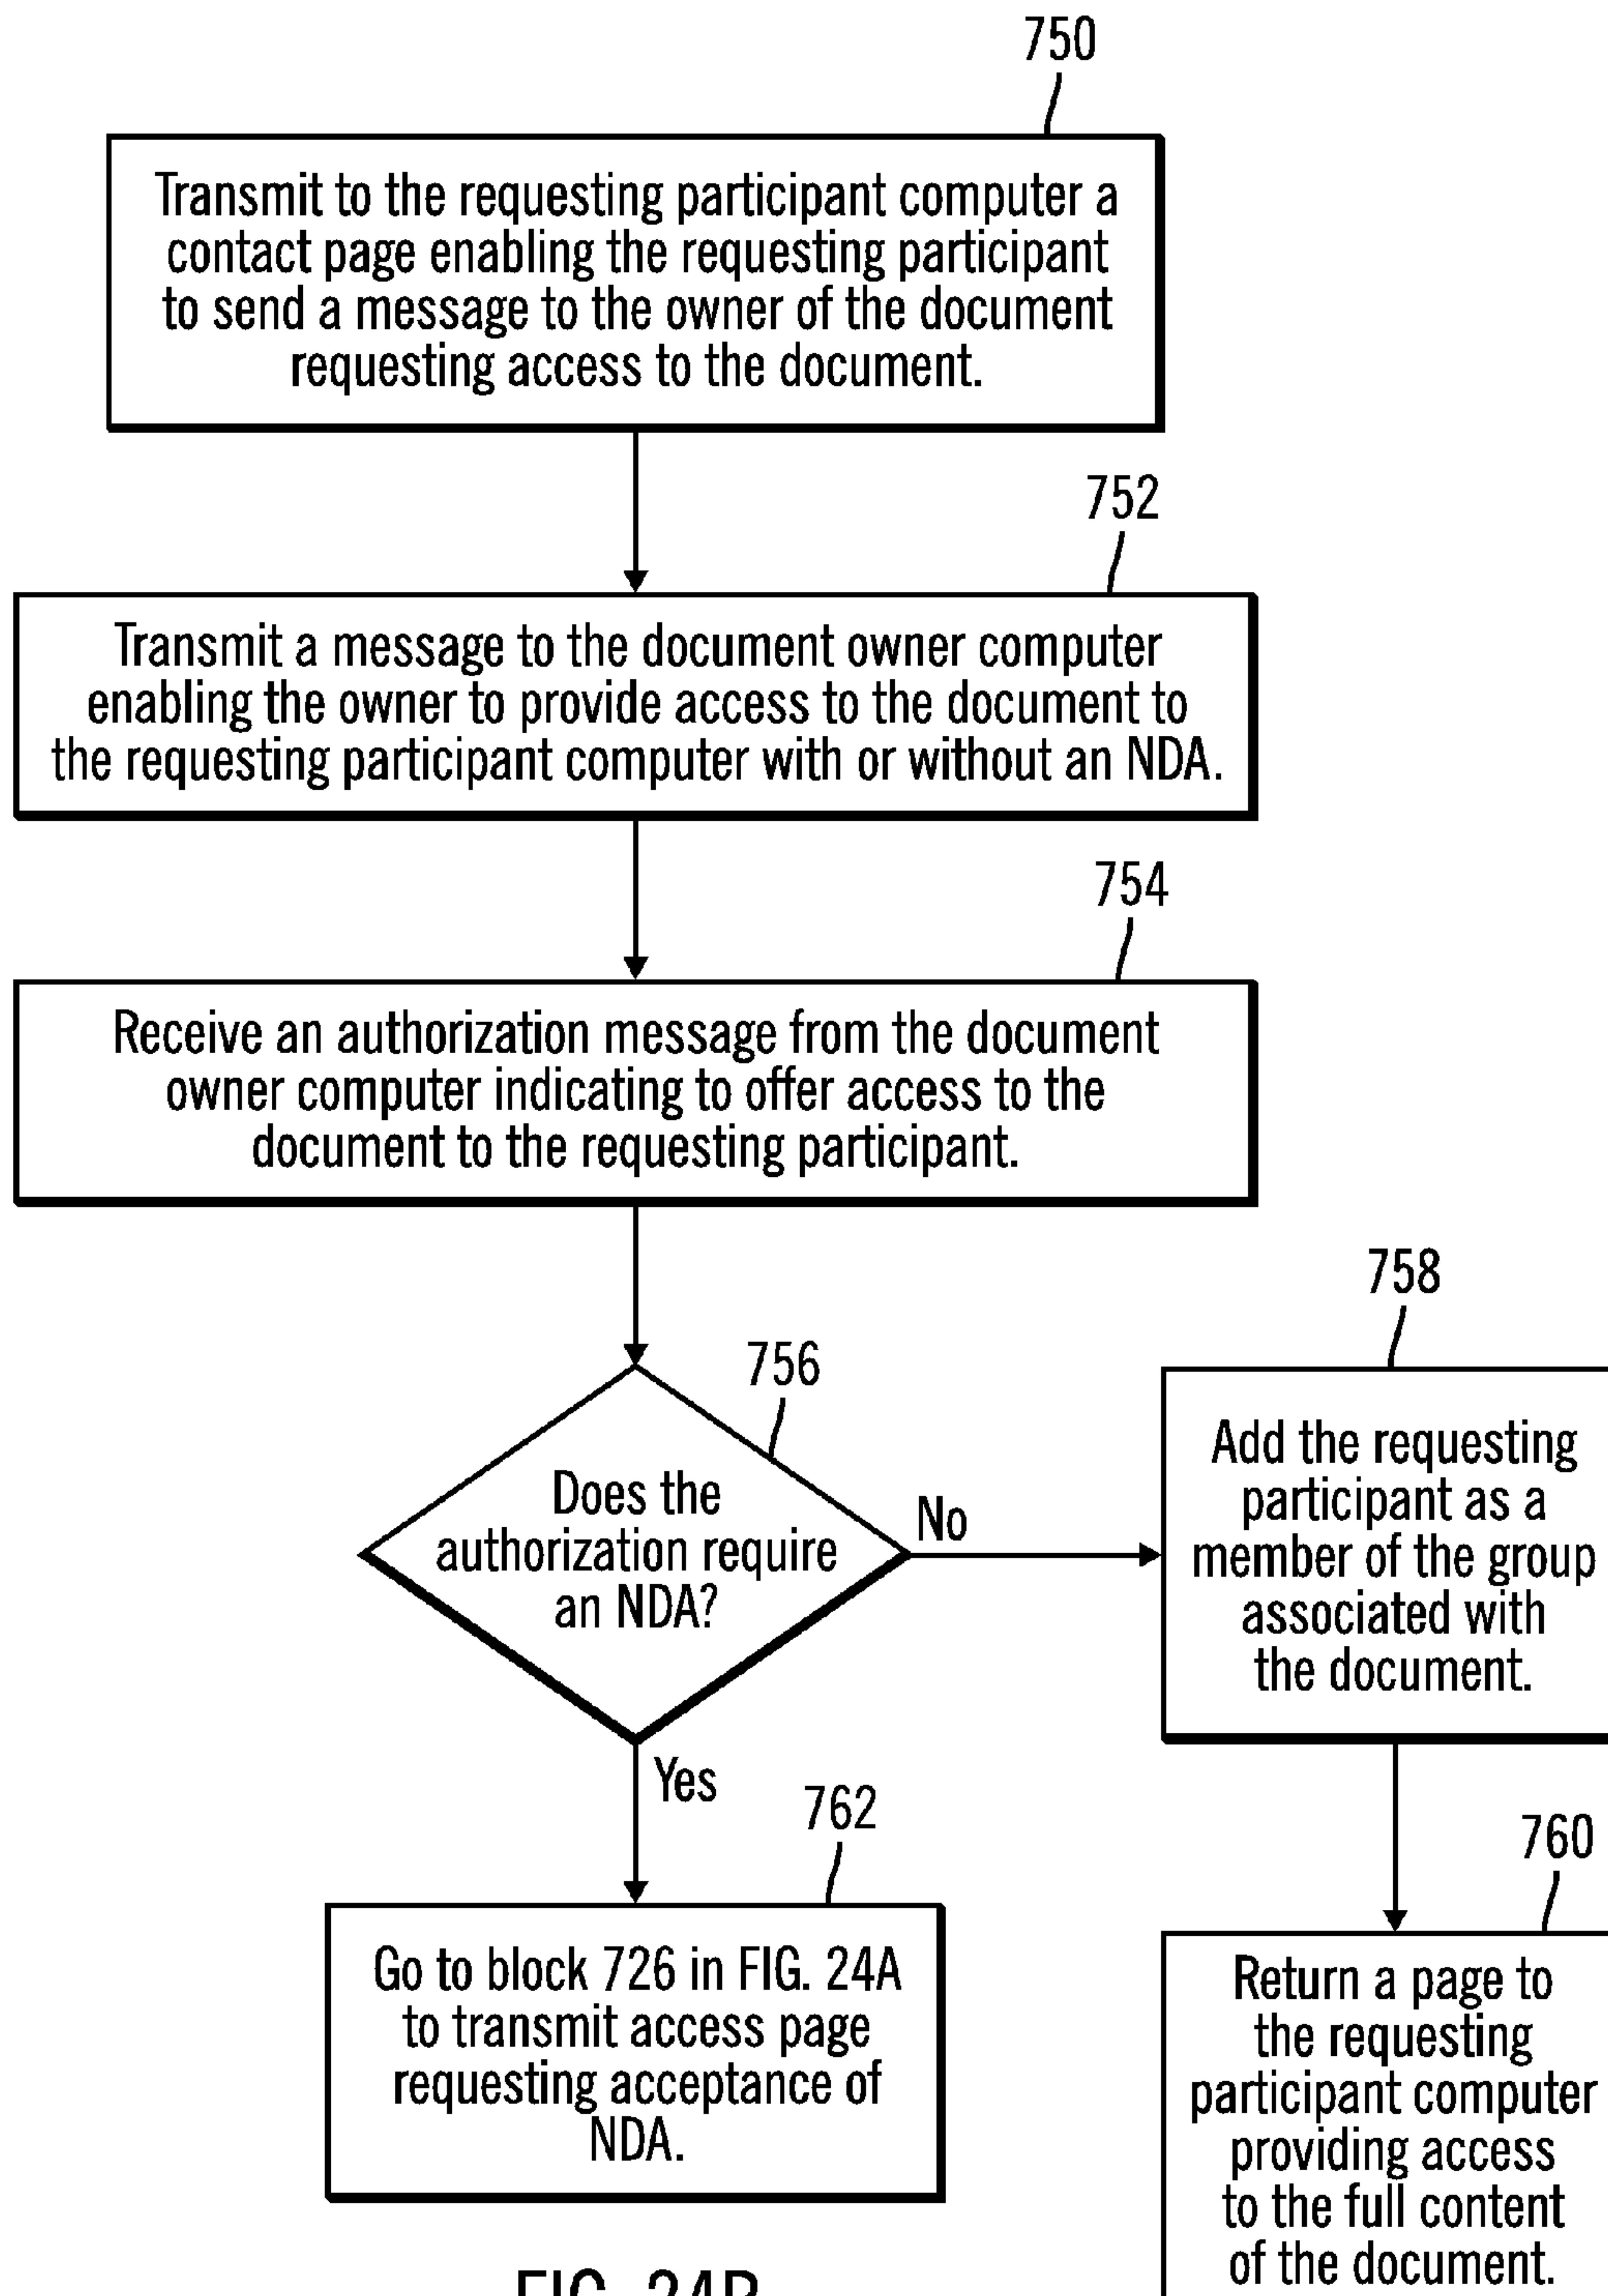 750
Transmit to the requesting participant computer a
contact page enabling the requesting participant
to send a message to the owner of the document
requesting access to the document.
752
Transmit a message to the document owner computer
enabling the owner to provide access to the document to
the requesting participant computer with or without an NDA.
754
Receive an authorization message from the document
owner computer indicating to offer access to the
document to the requesting participant.
756
Does the
authorization require
an NDA?
No
758
Add the requesting
participant as a
member of the group
associated with
the document.
Yes
762
Go to block 726 in FIG. 24A
to transmit access page
requesting acceptance of
NDA.
760
Return a page to
the requesting
participant computer
providing access
to the full content
of the document.
FIG. 24B